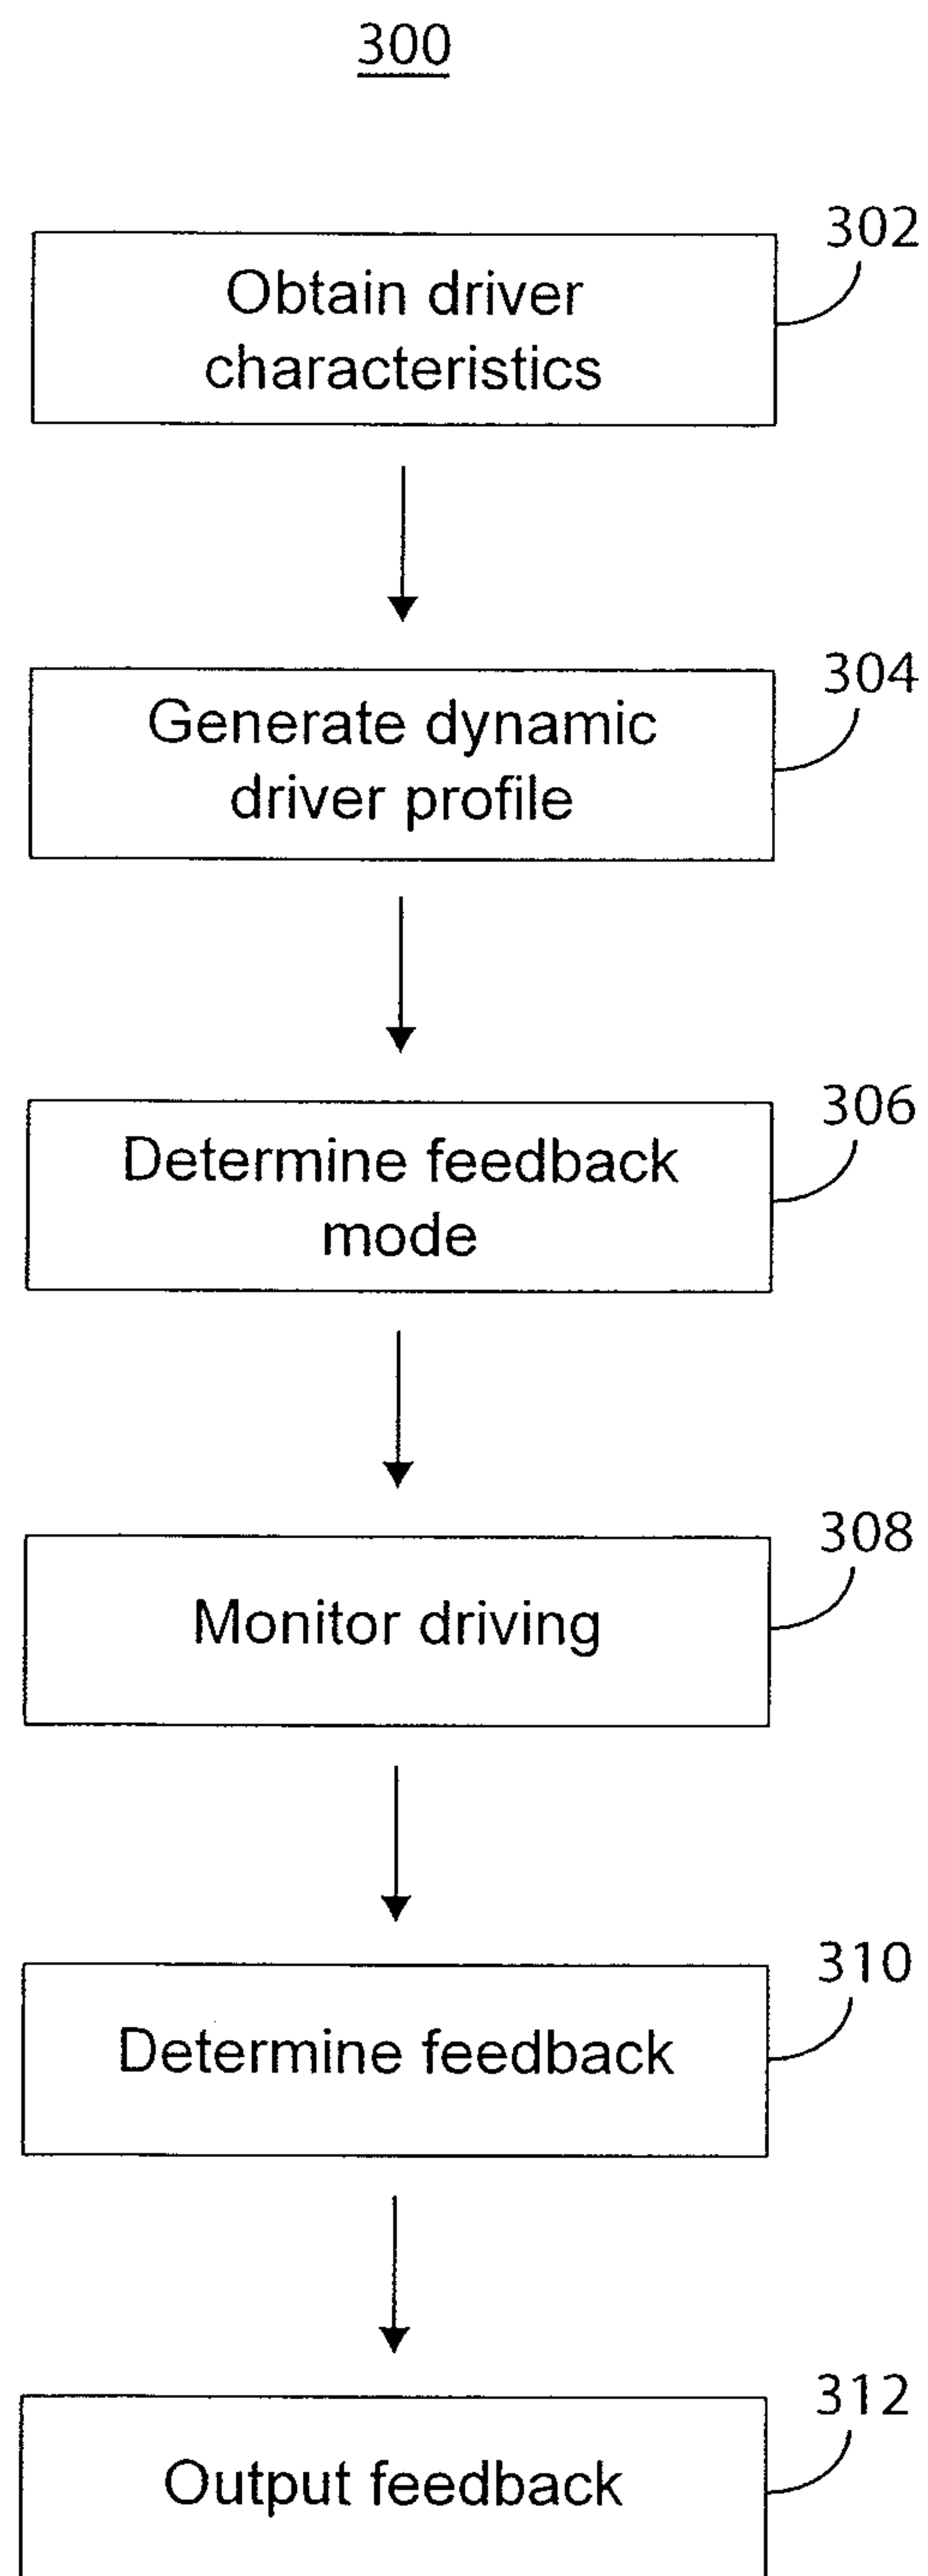 300
302
Obtain driver
characteristics
304
Generate dynamic
driver profile
306
Determine feedback
mode
308
Monitor driving
310
Determine feedback
312
Output feedback